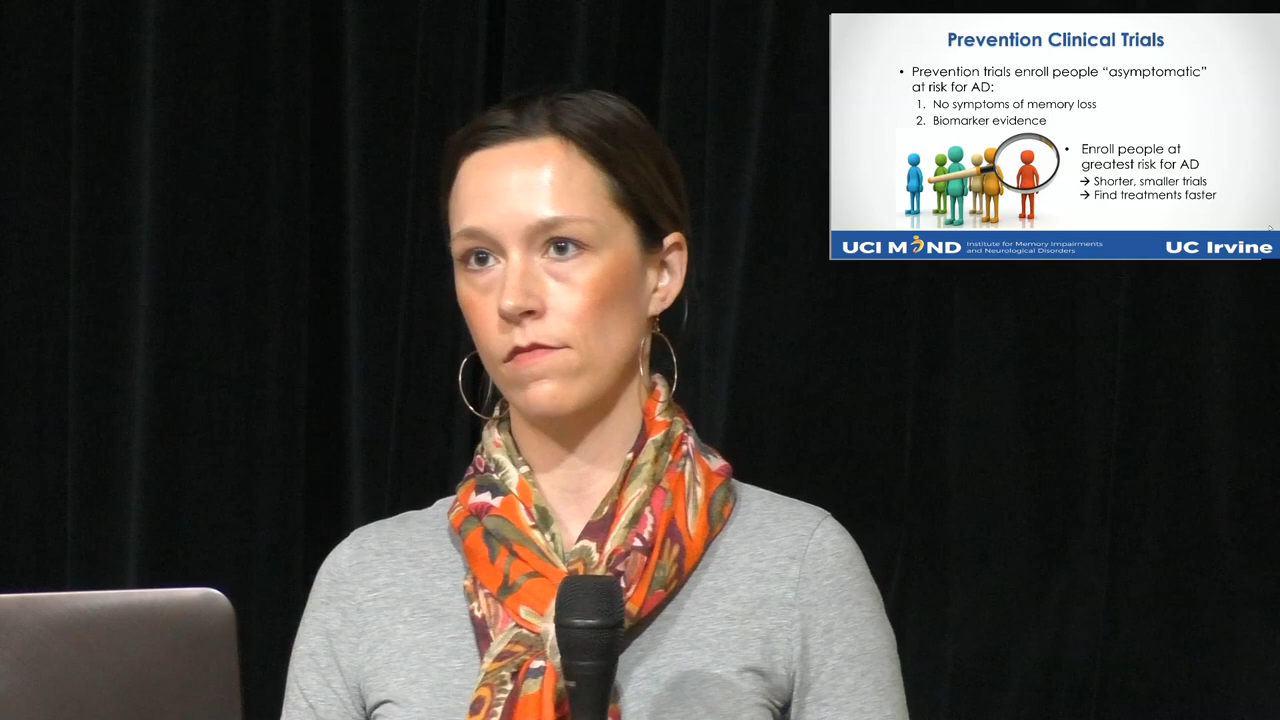 Prevention Clinical Trials
• Prevention trials enroll people “asymptomatic”
at risk for AD:
1. No symptoms of memory loss
2. Biomarker evidence
• Enroll people at
greatest risk for AD
→ Shorter, smaller trials
→ Find treatments faster
UCI MIND Institute for Memory Impairments
and Neurological Disorders
UC Irvine